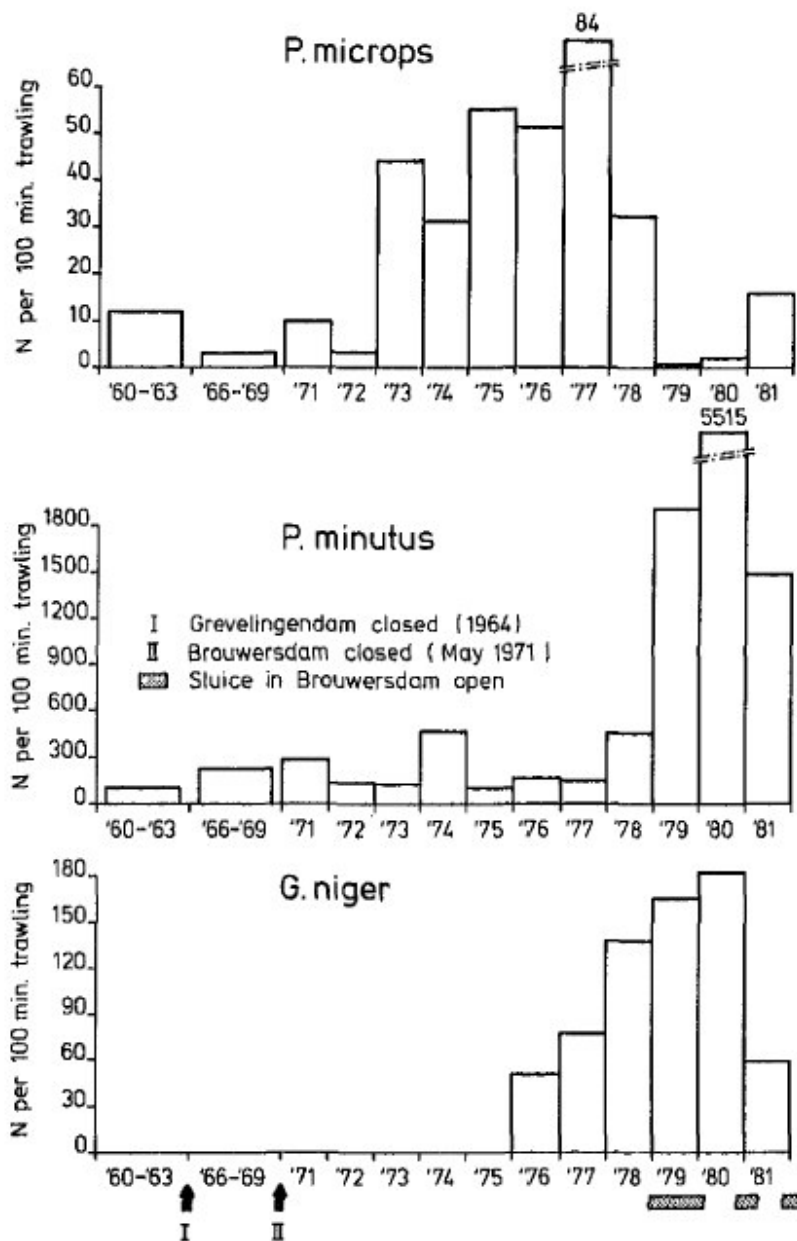 84
P. microps
N per 100 min. trawling
60
50
40
30
20
10
0
'60-'63 '66-'69 '71 '72 '73 '74 '75 '76 '77 '78 '79 '80 '81
5515
P. minutus
N per 100 min. trawling
1800
1500
1200
900
600
300
0
I Grevelingendam closed (1964)
II Brouwersdam closed (May 1971)
Sluice in Brouwersdam open
'60-'63 '66-'69 '71 '72 '73 '74 '75 '76 '77 '78 '79 '80 '81
G. niger
N per 100 min. trawling
180
150
120
90
60
30
0
'60-'63 '66-'69 '71 '72 '73 '74 '75 '76 '77 '78 '79 '80 '81
I II